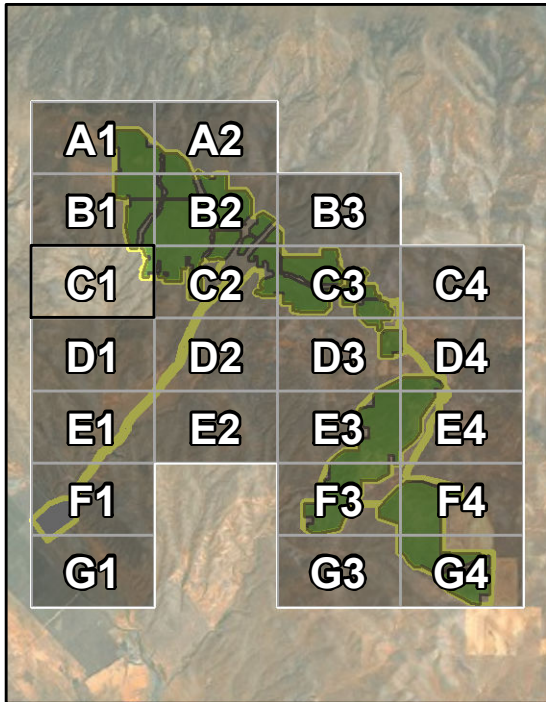 A1 A2
B1 B2 B3
C1 C2 C3 C4
D1 D2 D3 D4
E1 E2 E3 E4
F1 F3 F4
G1 G3 G4